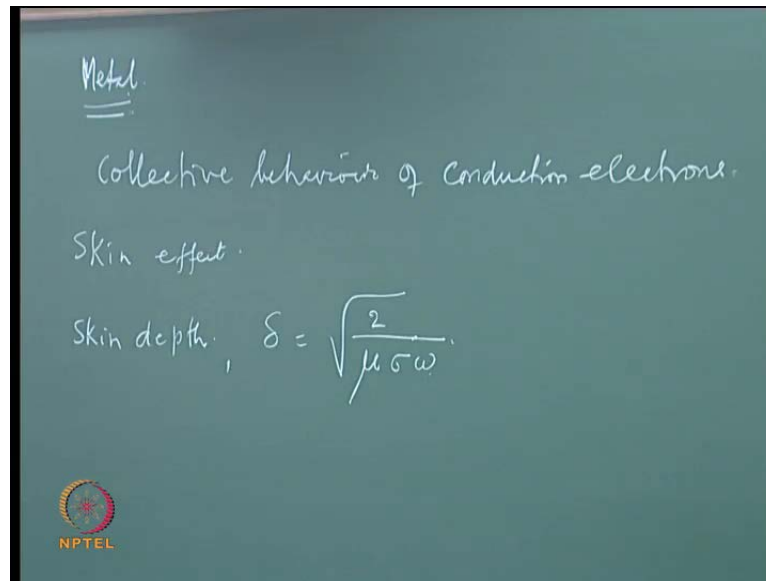 Metal.
Collective behaviour of conduction electrons.
Skin effect.
Skin depth, δ = √(2/μσω).
NPTEL